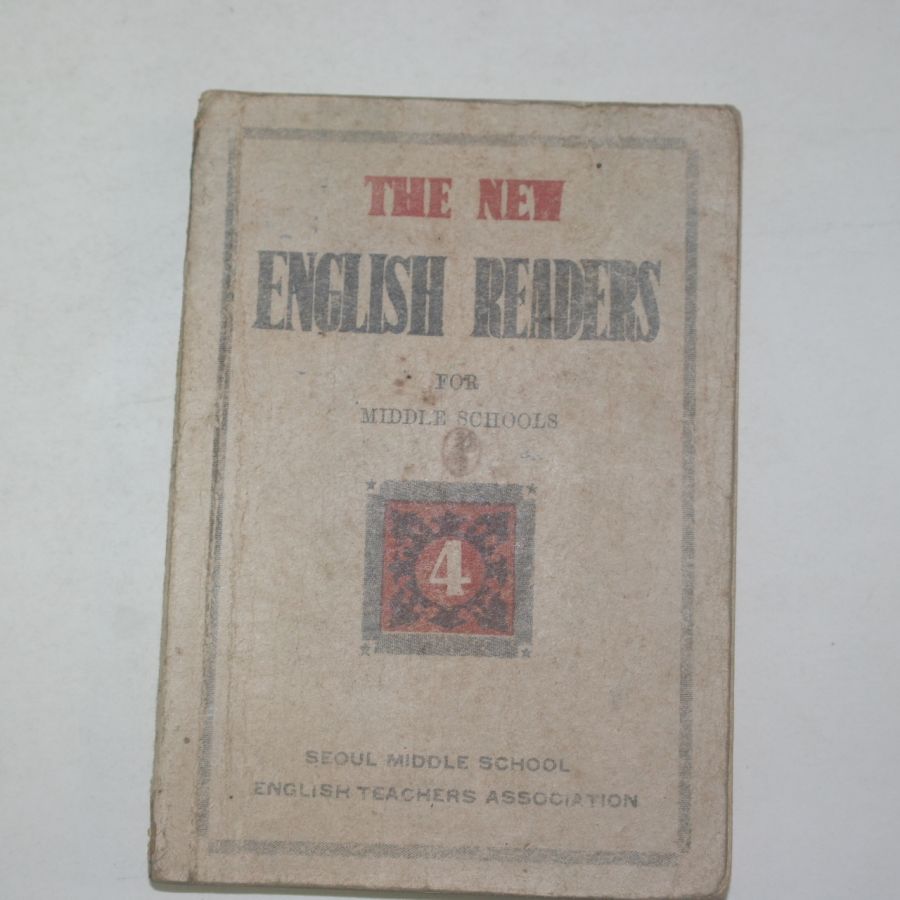 THE NEW
ENGLISH READERS
FOR
MIDDLE SCHOOLS
4
SEOUL MIDDLE SCHOOL
ENGLISH TEACHERS ASSOCIATION